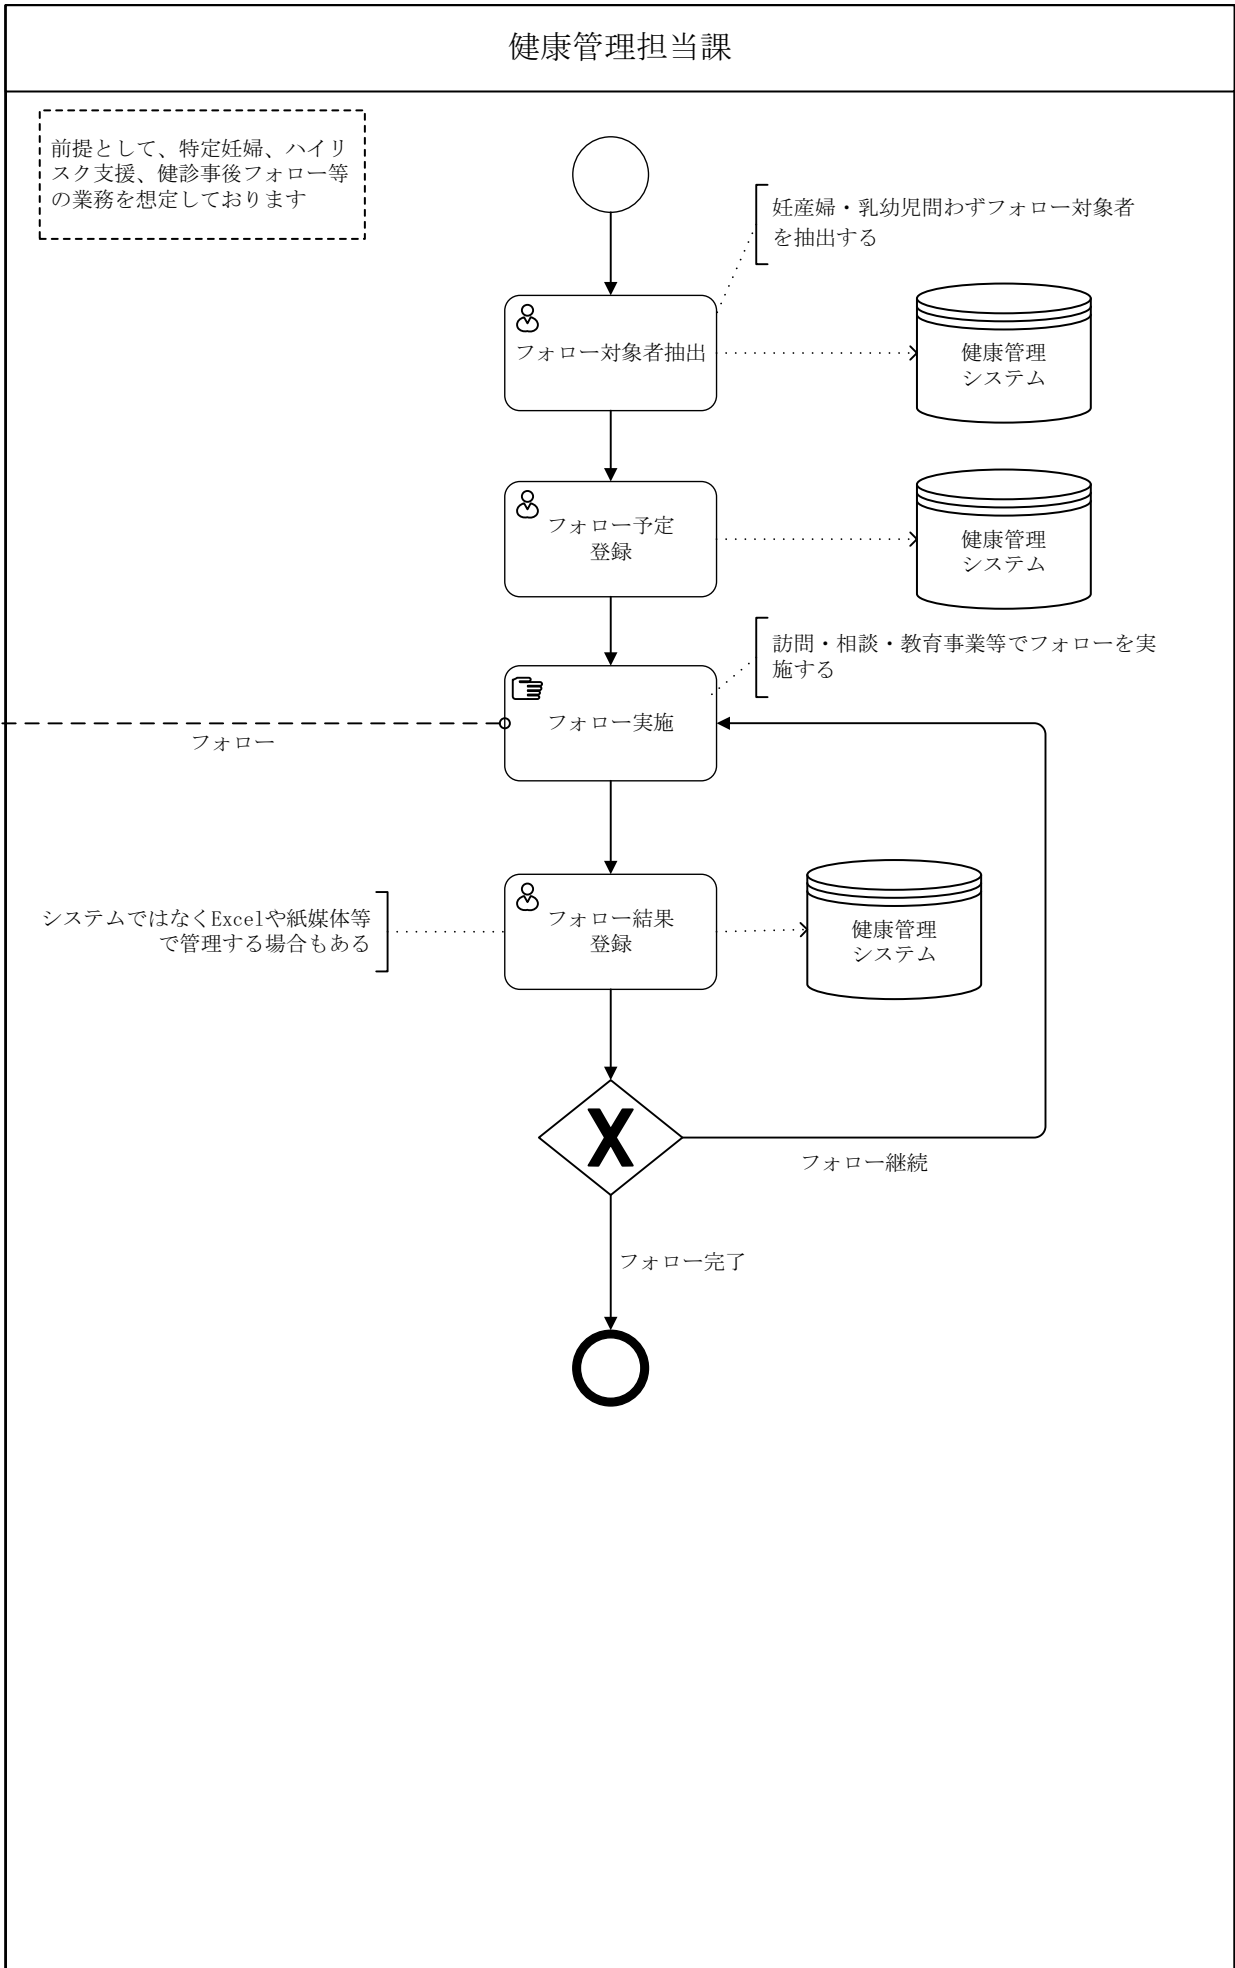 健康管理担当課
前提として、特定妊婦、ハイリ
スク支援、健診事後フォロー等
の業務を想定しております
妊産婦・乳幼児問わずフォロー対象者
を抽出する
フォロー対象者抽出
健康管理
システム
フォロー予定
登録
健康管理
システム
訪問・相談・教育事業等でフォローを実
施する
フォロー実施
フォロー
システムではなくExcelや紙媒体等
で管理する場合もある
フォロー結果
登録
健康管理
システム
X
フォロー継続
フォロー完了